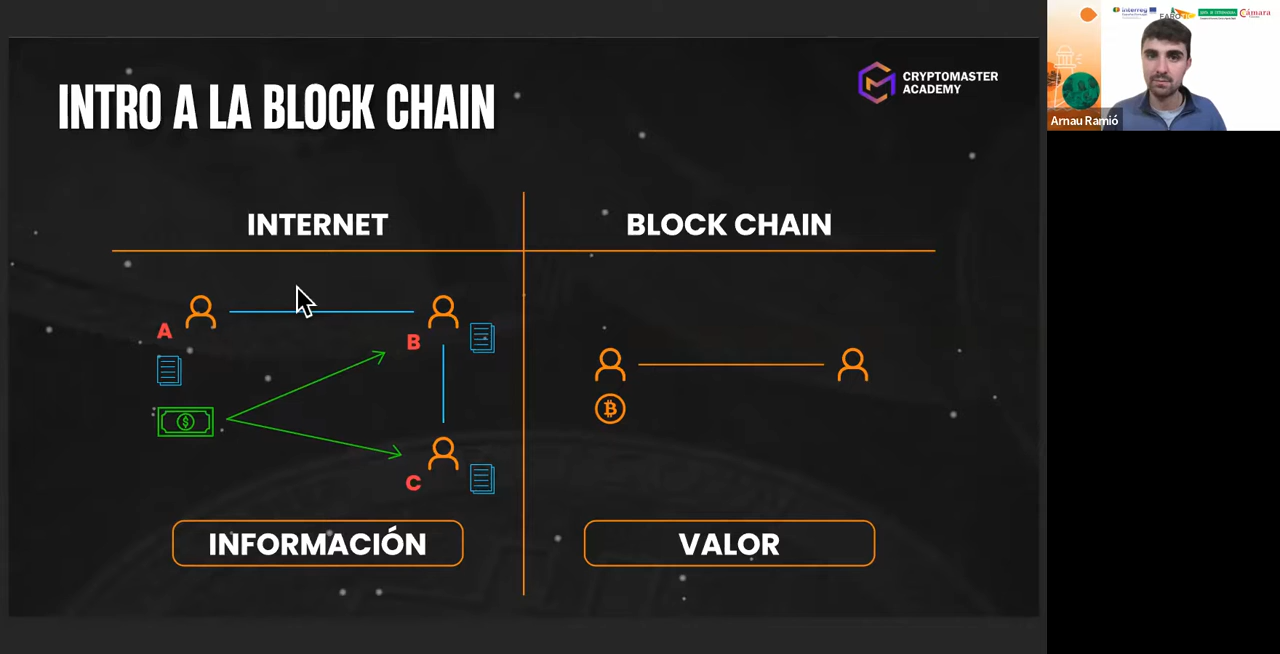 INTRO A LA BLOCK CHAIN
CRYPTOMASTER
ACADEMY
INTERNET
BLOCK CHAIN
A
B
C
INFORMACIÓN
VALOR
interreg
Cámara
Arnau Ramió